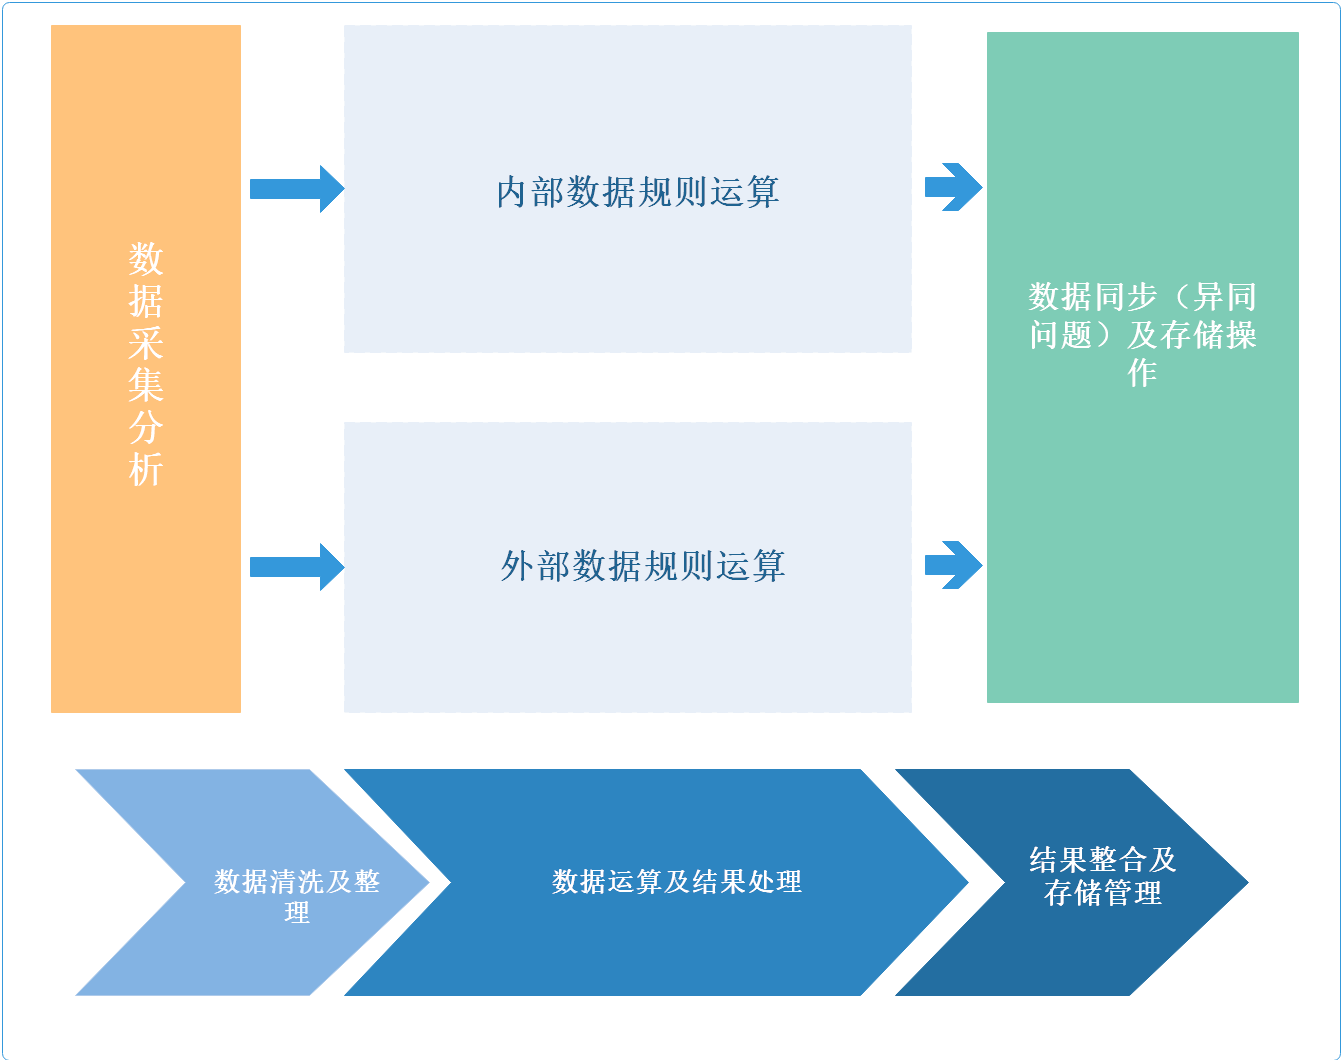 数
据
采
集
分
析
内部数据规则运算
外部数据规则运算
数据同步（异同
问题）及存储操
作
数据清洗及整
理
数据运算及结果处理
结果整合及
存储管理